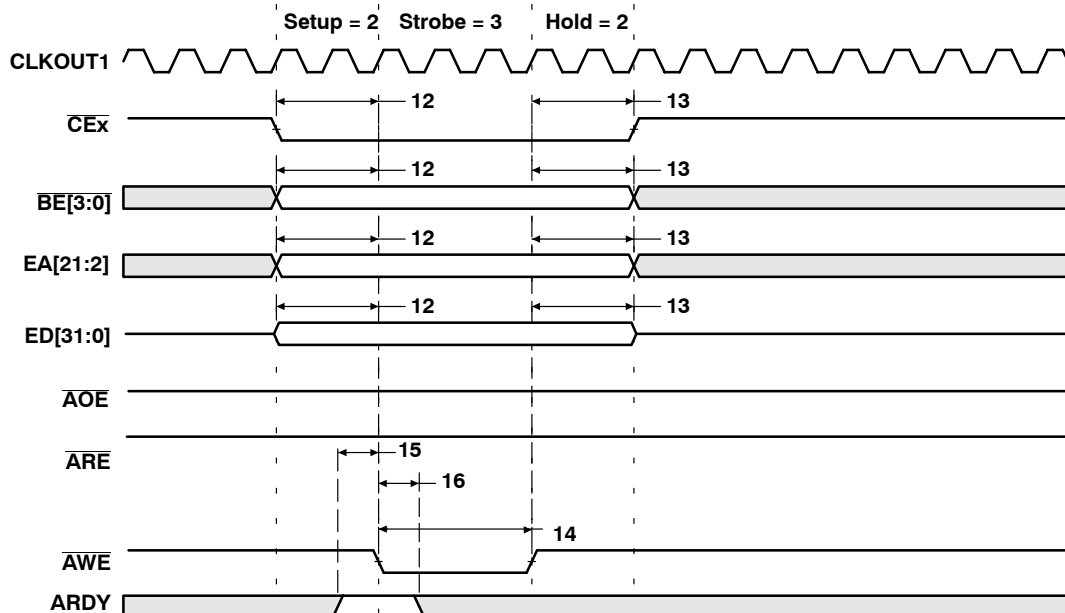 Setup = 2 Strobe = 3 Hold = 2
CLKOUT1
12 13
CEx
12 13
BE[3:0]
12 13
EA[21:2]
12 13
ED[31:0]
AOE
15
ARE
16
14
AWE
ARDY